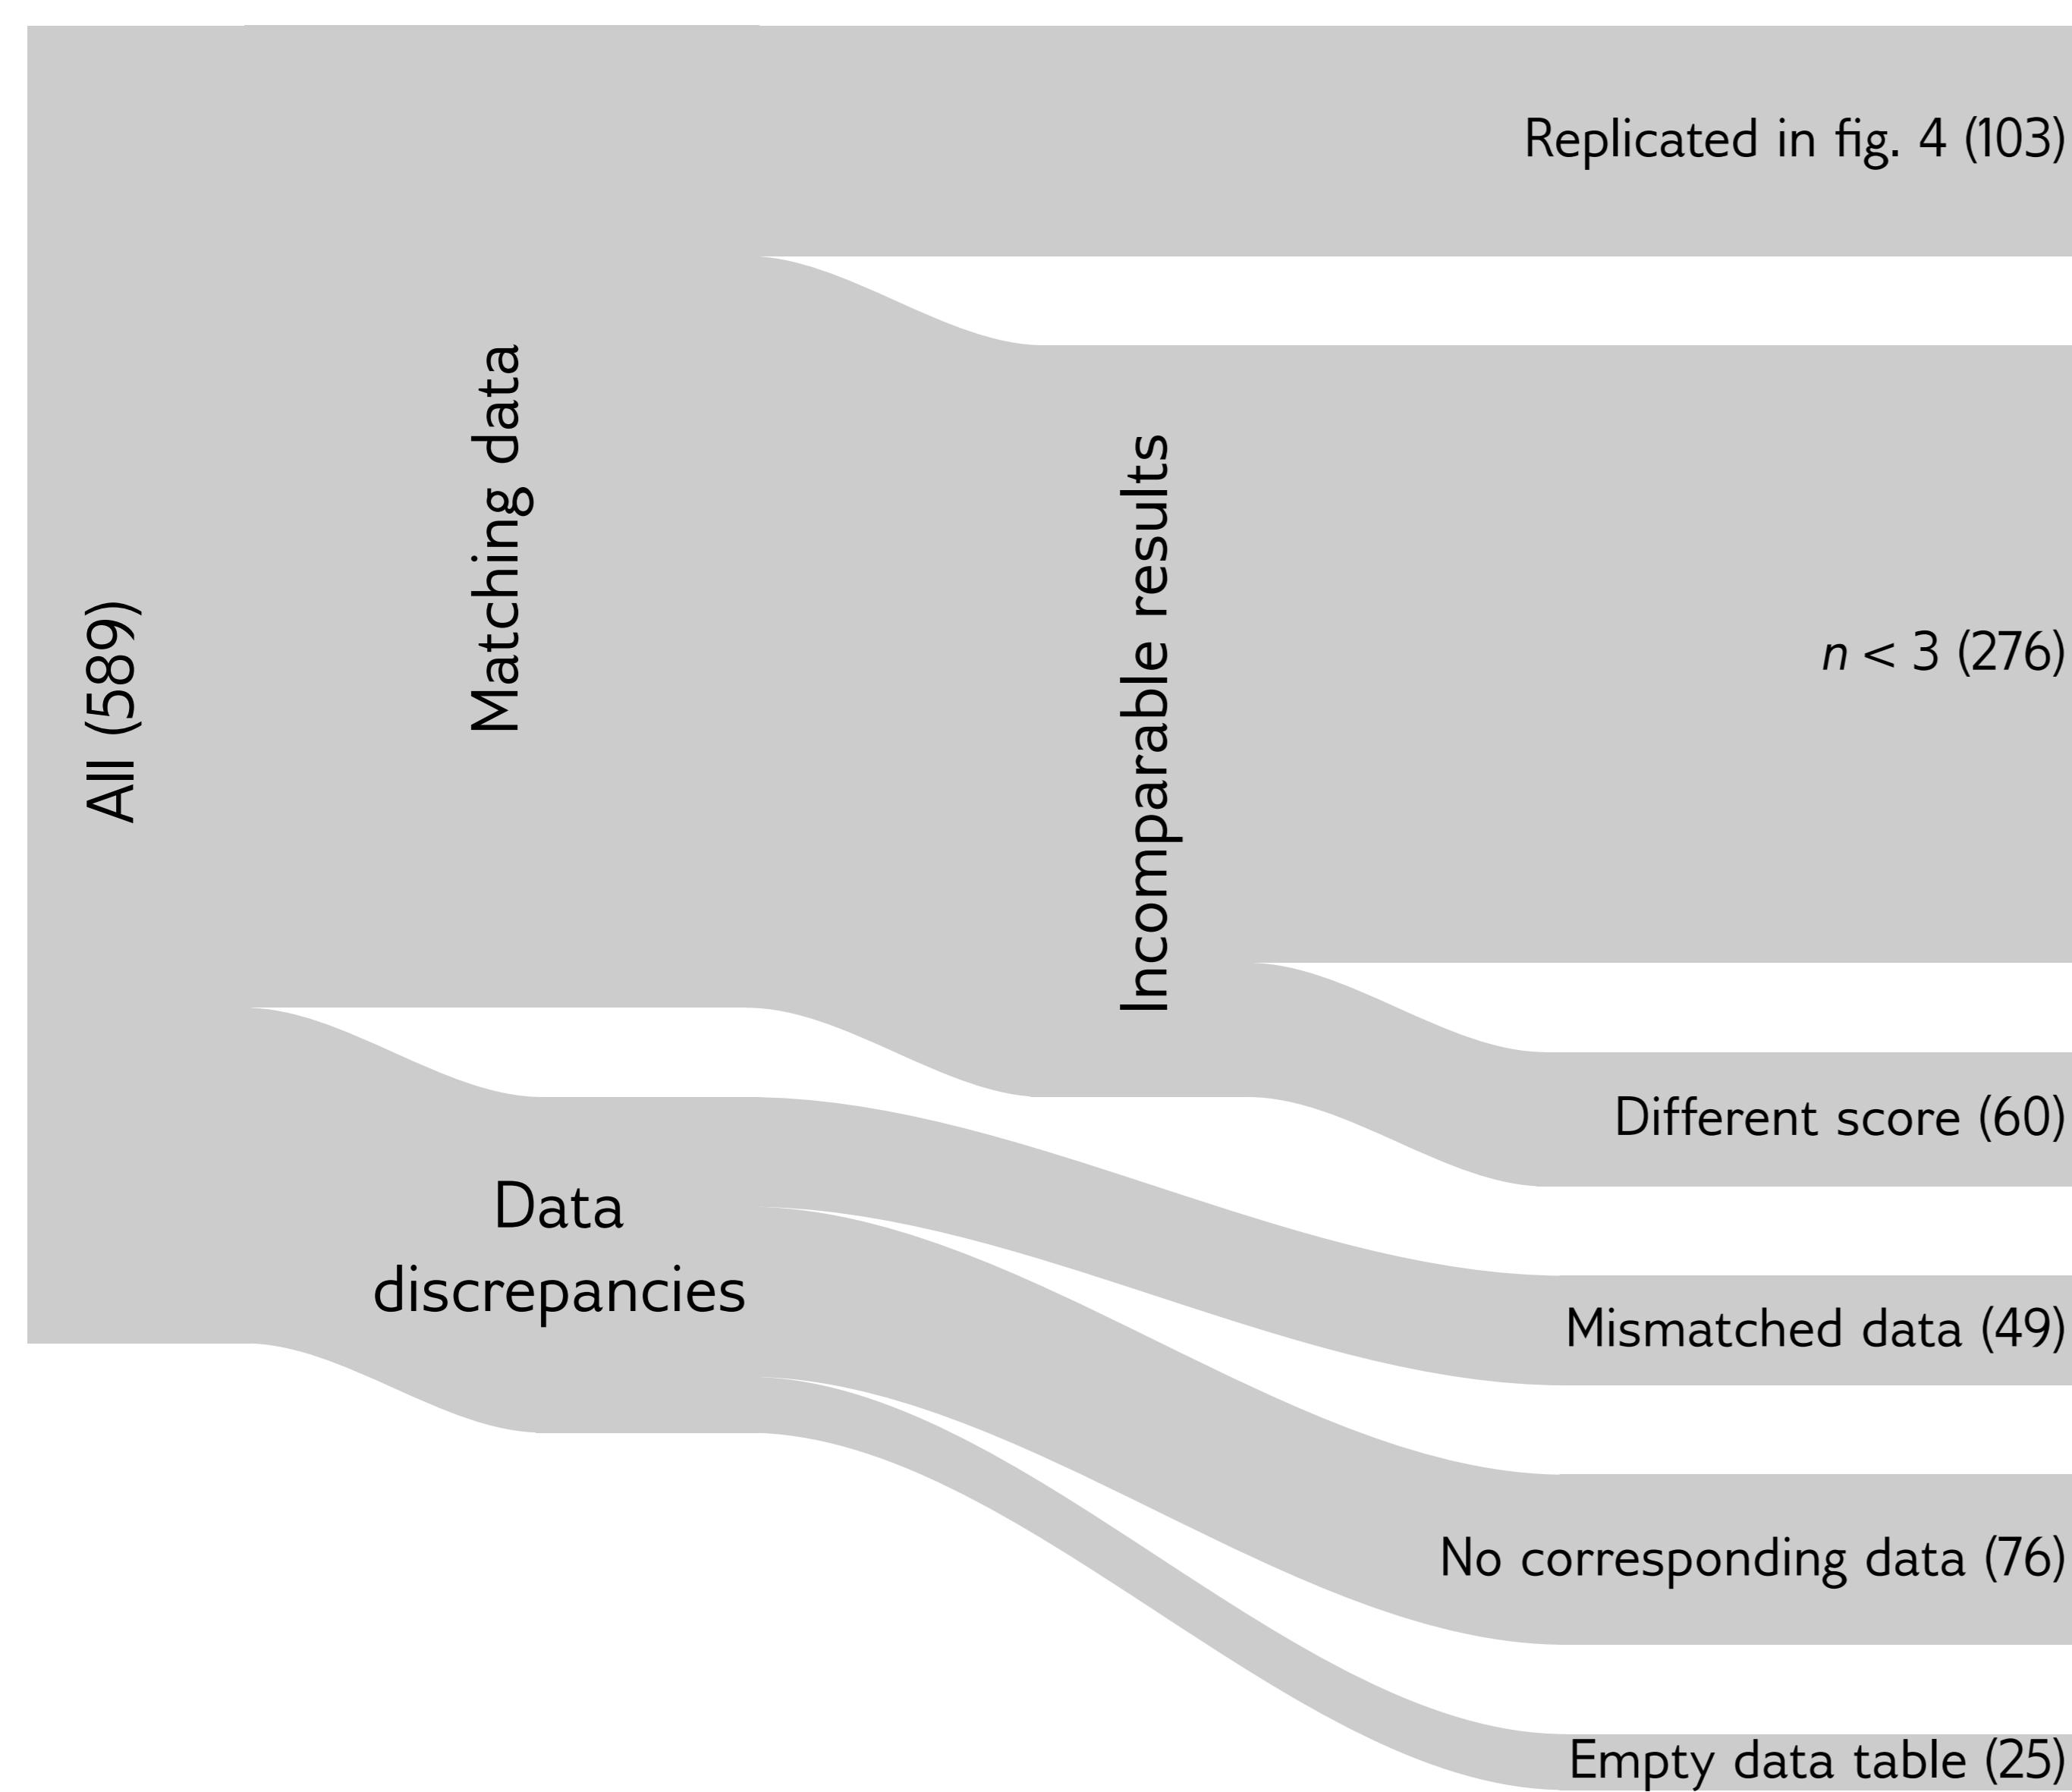 All (589)
Matching data
Data
discrepancies
Incomparable results
Replicated in fig. 4 (103)
n < 3 (276)
Different score (60)
Mismatched data (49)
No corresponding data (76)
Empty data table (25)